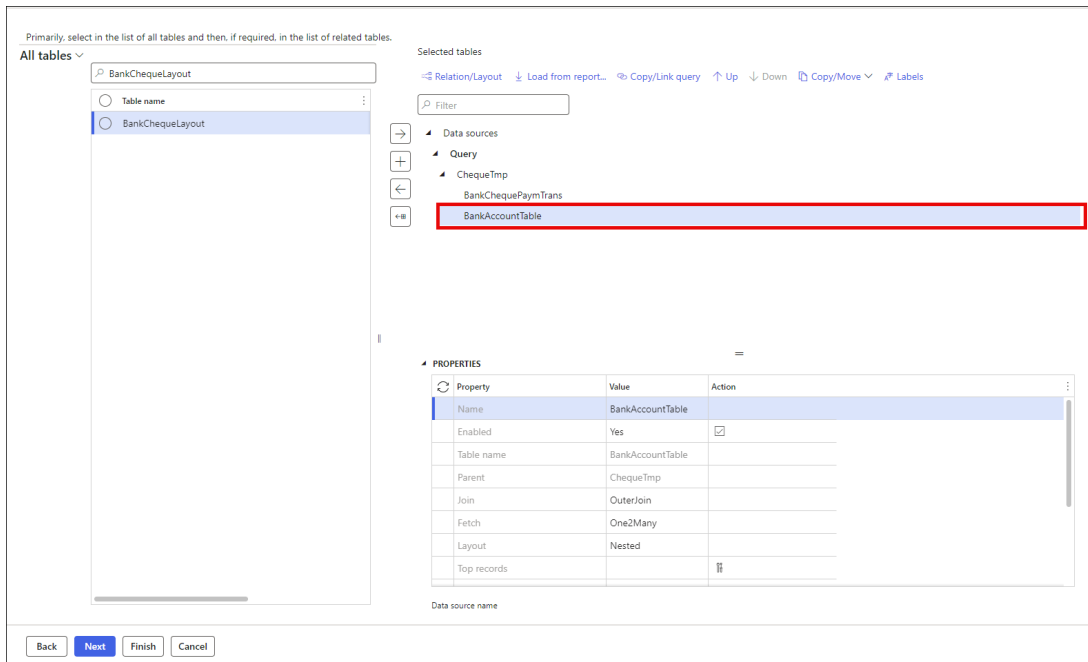 Primarily, select in the list of all tables and then, if required, in the list of related tables.
All tables
BankChequeLayout
Table name
BankChequeLayout
Selected tables
Relation/Layout Load from report... Copy/Link query Up Down Copy/Move Labels
Filter
Data sources
Query
ChequeTmp
BankChequePaymTrans
BankAccountTable
PROPERTIES
Property Value Action
Name BankAccountTable
Enabled Yes
Table name BankAccountTable
Parent ChequeTmp
Join OuterJoin
Fetch One2Many
Layout Nested
Top records
Data source name
Back Next Finish Cancel